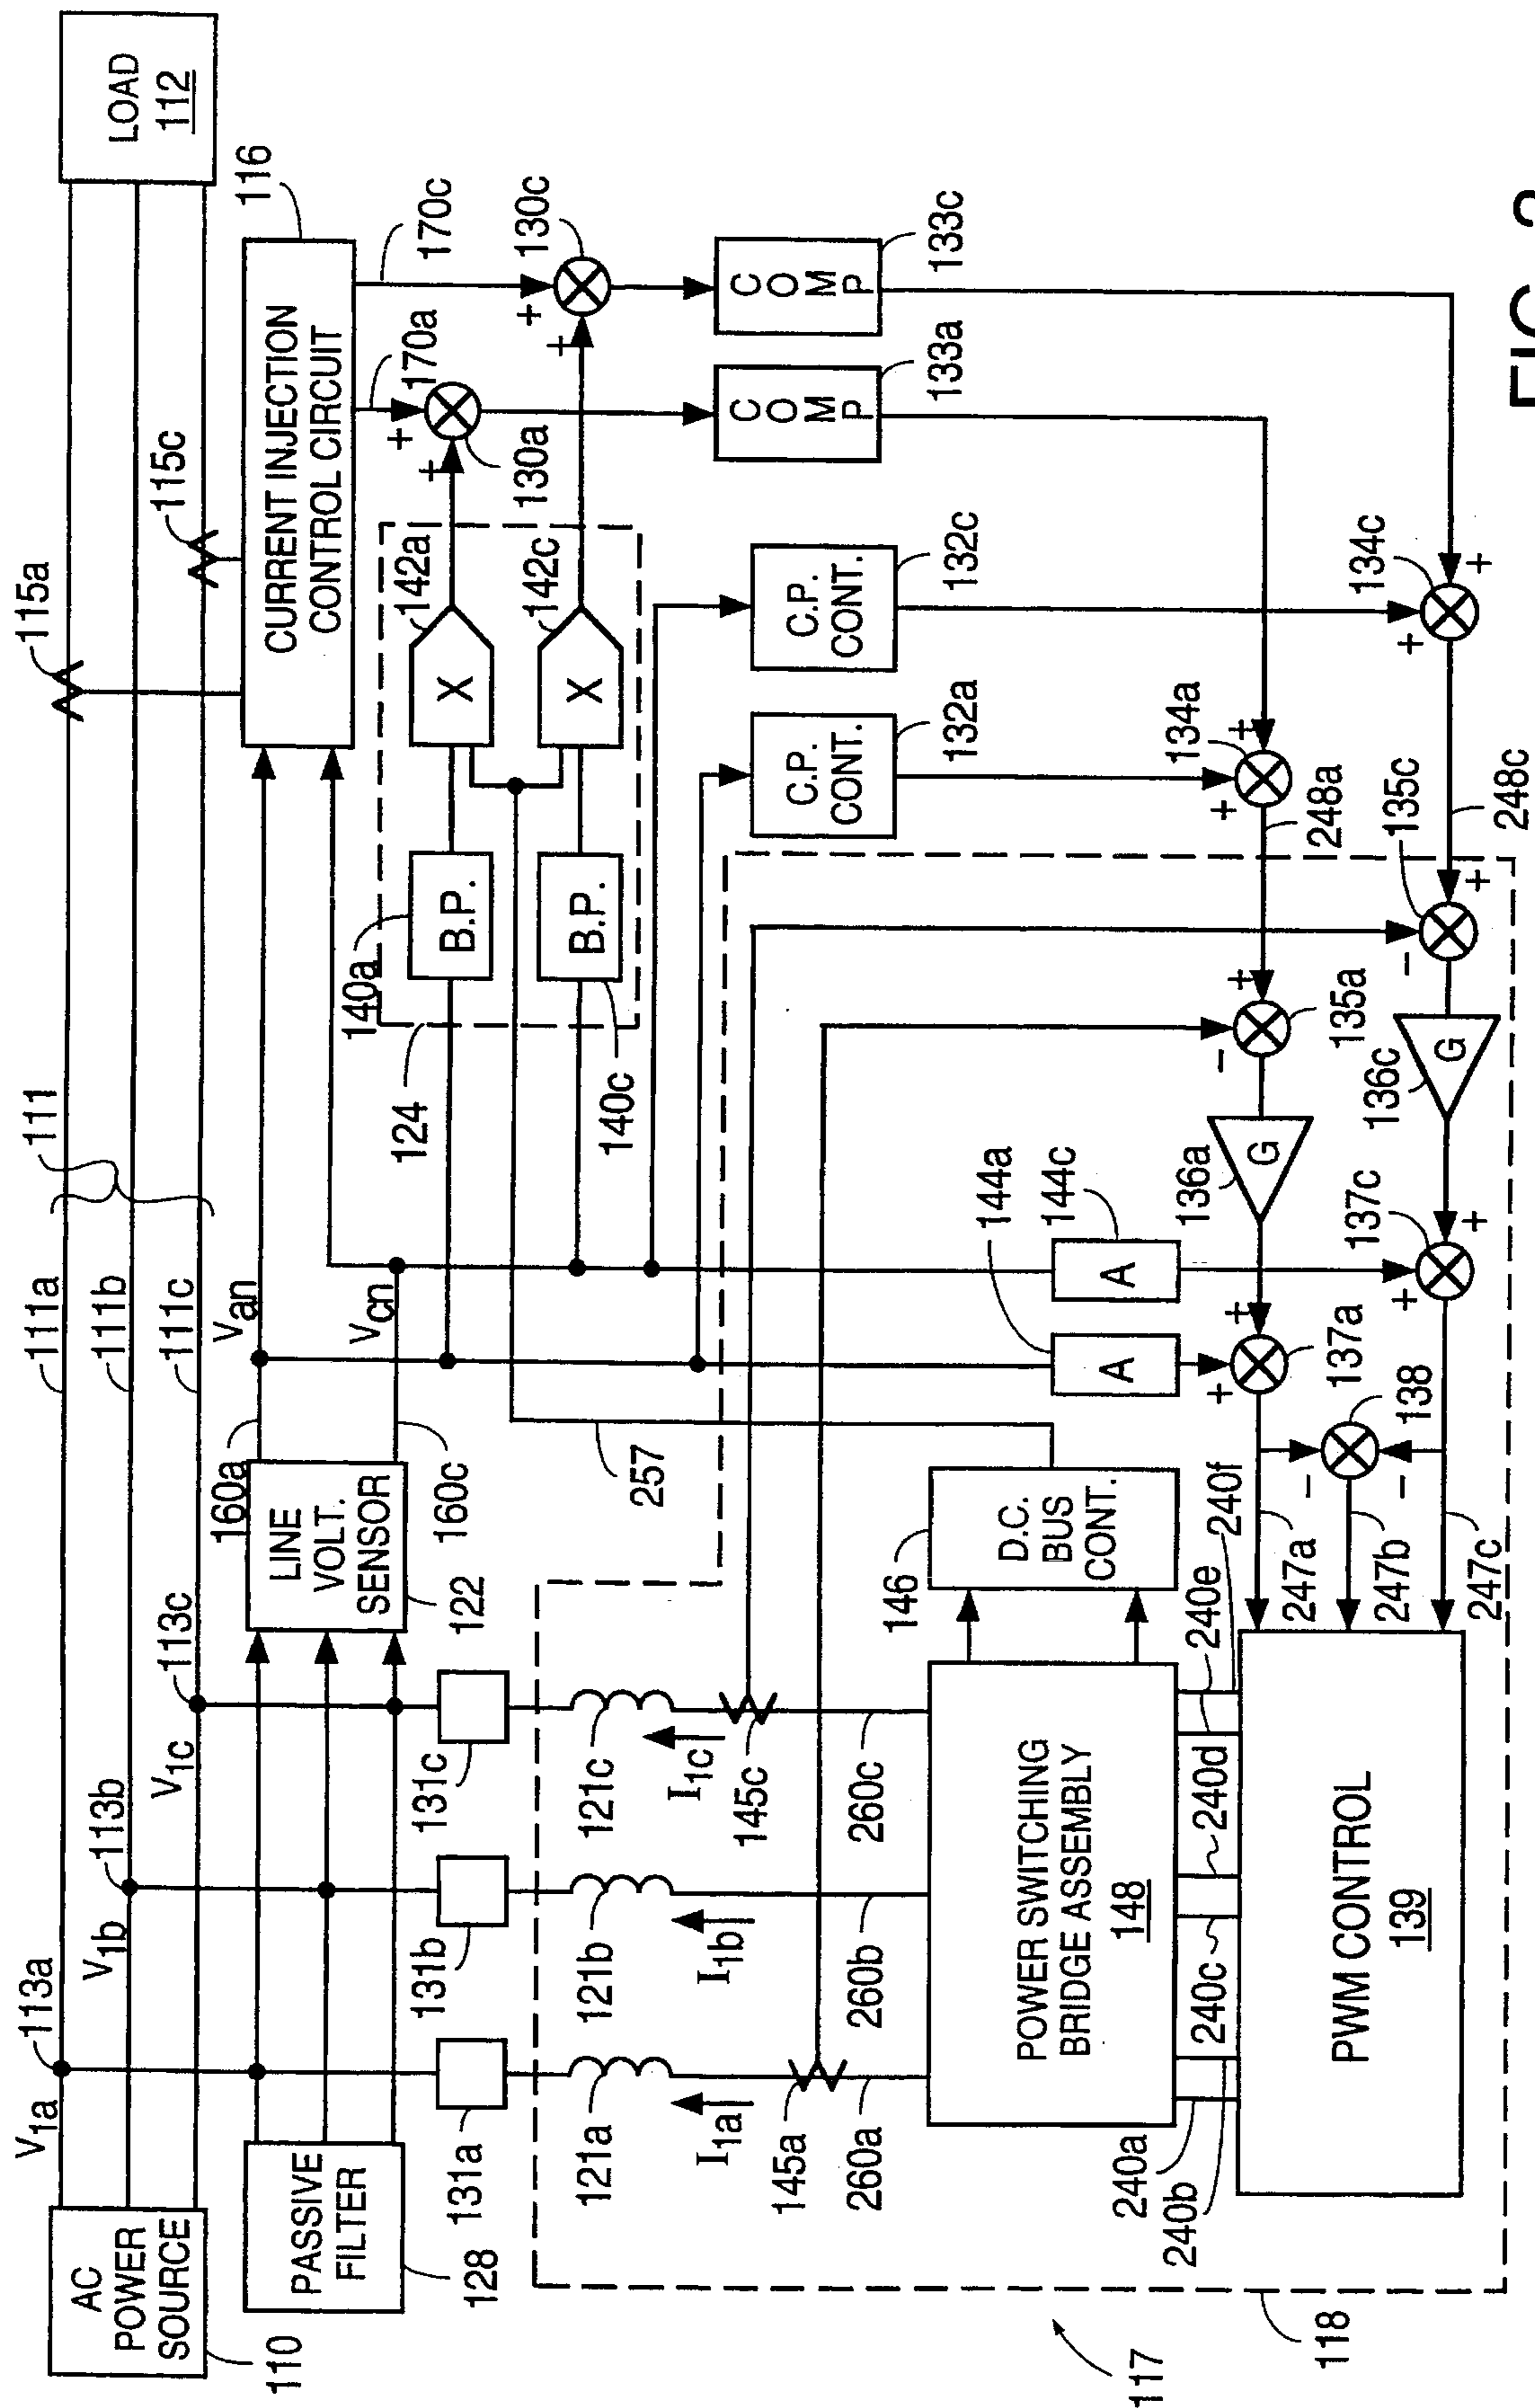 AC
POWER
SOURCE
110
V1a
113a
V1b
113b
V1c
113c
111a
111b
111c
111
115a
115c
LOAD
112
PASSIVE
FILTER
128
LINE
VOLT.
SENSOR
122
160a
160c
Van
Vcn
CURRENT INJECTION
CONTROL CIRCUIT
116
170a
170c
124
140a
B.P.
X
142a
140c
B.P.
X
142c
+
+
130a
+
+
130c
131a
131b
131c
257
C.P.
CONT.
132a
C.P.
CONT.
132c
COMP
133a
COMP
133c
121a
121b
121c
I1a
I1b
I1c
145a
145c
260a
260b
260c
POWER SWITCHING
BRIDGE ASSEMBLY
148
146
D.C.
BUS
CONT.
A
144a
A
144c
136a
G
136c
G
+
-
135a
+
-
135c
+
+
134a
+
+
134c
248a
248c
+
+
137a
+
+
137c
-
-
138
240a
240b
240c
240d
240e
240f
247a
247b
247c
PWM CONTROL
139
117
118